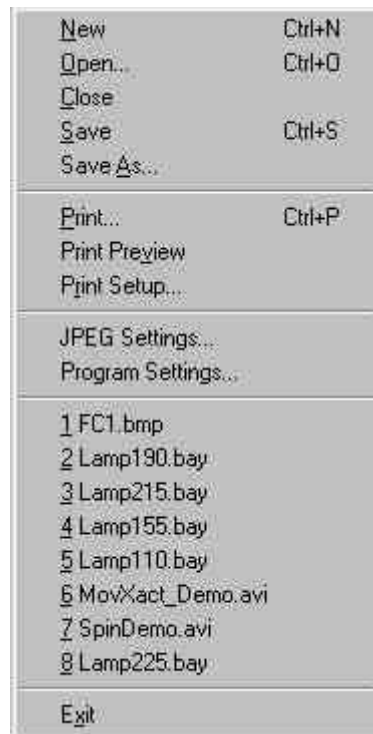 New Ctrl+N
Open... Ctrl+O
Close
Save Ctrl+S
Save As...
Print... Ctrl+P
Print Preview
Print Setup...
JPEG Settings...
Program Settings...
1 FC1.bmp
2 Lamp190.bay
3 Lamp215.bay
4 Lamp155.bay
5 Lamp110.bay
6 MovXact_Demo.avi
7 SpinDemo.avi
8 Lamp225.bay
Exit